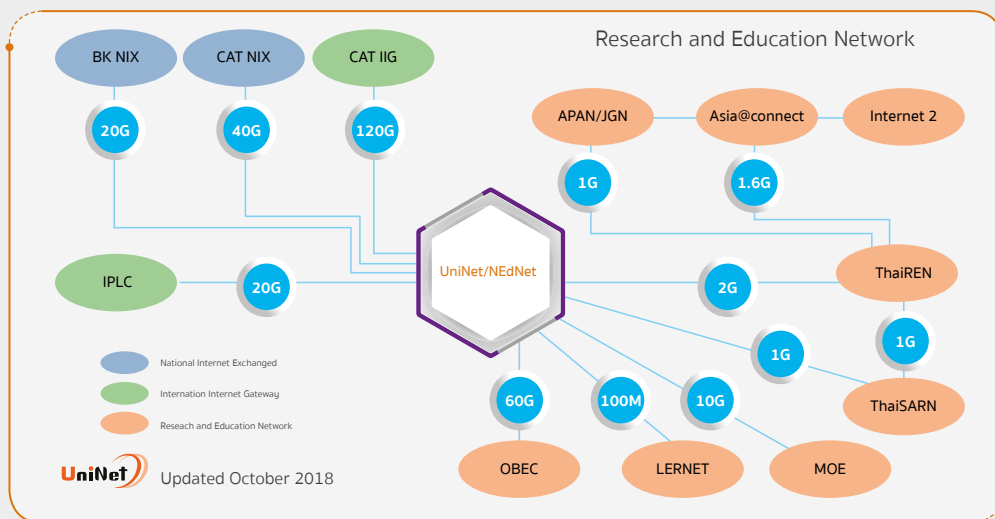 Research and Education Network
BK NIX
CAT NIX
CAT IIG
20G
40G
120G
APAN/JGN
Asia@connect
Internet 2
1G
1.6G
UniNet/NEdNet
IPLC
20G
2G
ThaiREN
1G
1G
ThaiSARN
National Internet Exchanged
Internation Internet Gateway
Reseach and Education Network
60G
100M
10G
OBEC
LERNET
MOE
UniNet
Updated October 2018